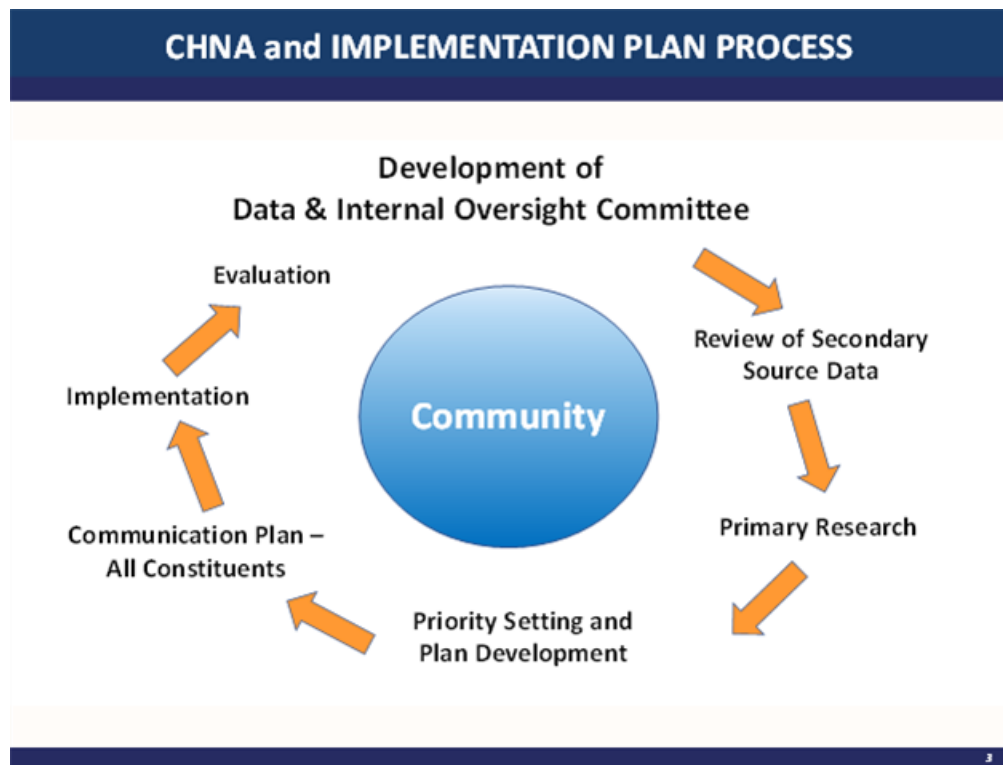 CHNA and IMPLEMENTATION PLAN PROCESS
Development of
Data & Internal Oversight Committee
Evaluation
Review of Secondary
Source Data
Implementation
Community
Primary Research
Communication Plan –
All Constituents
Priority Setting and
Plan Development
3